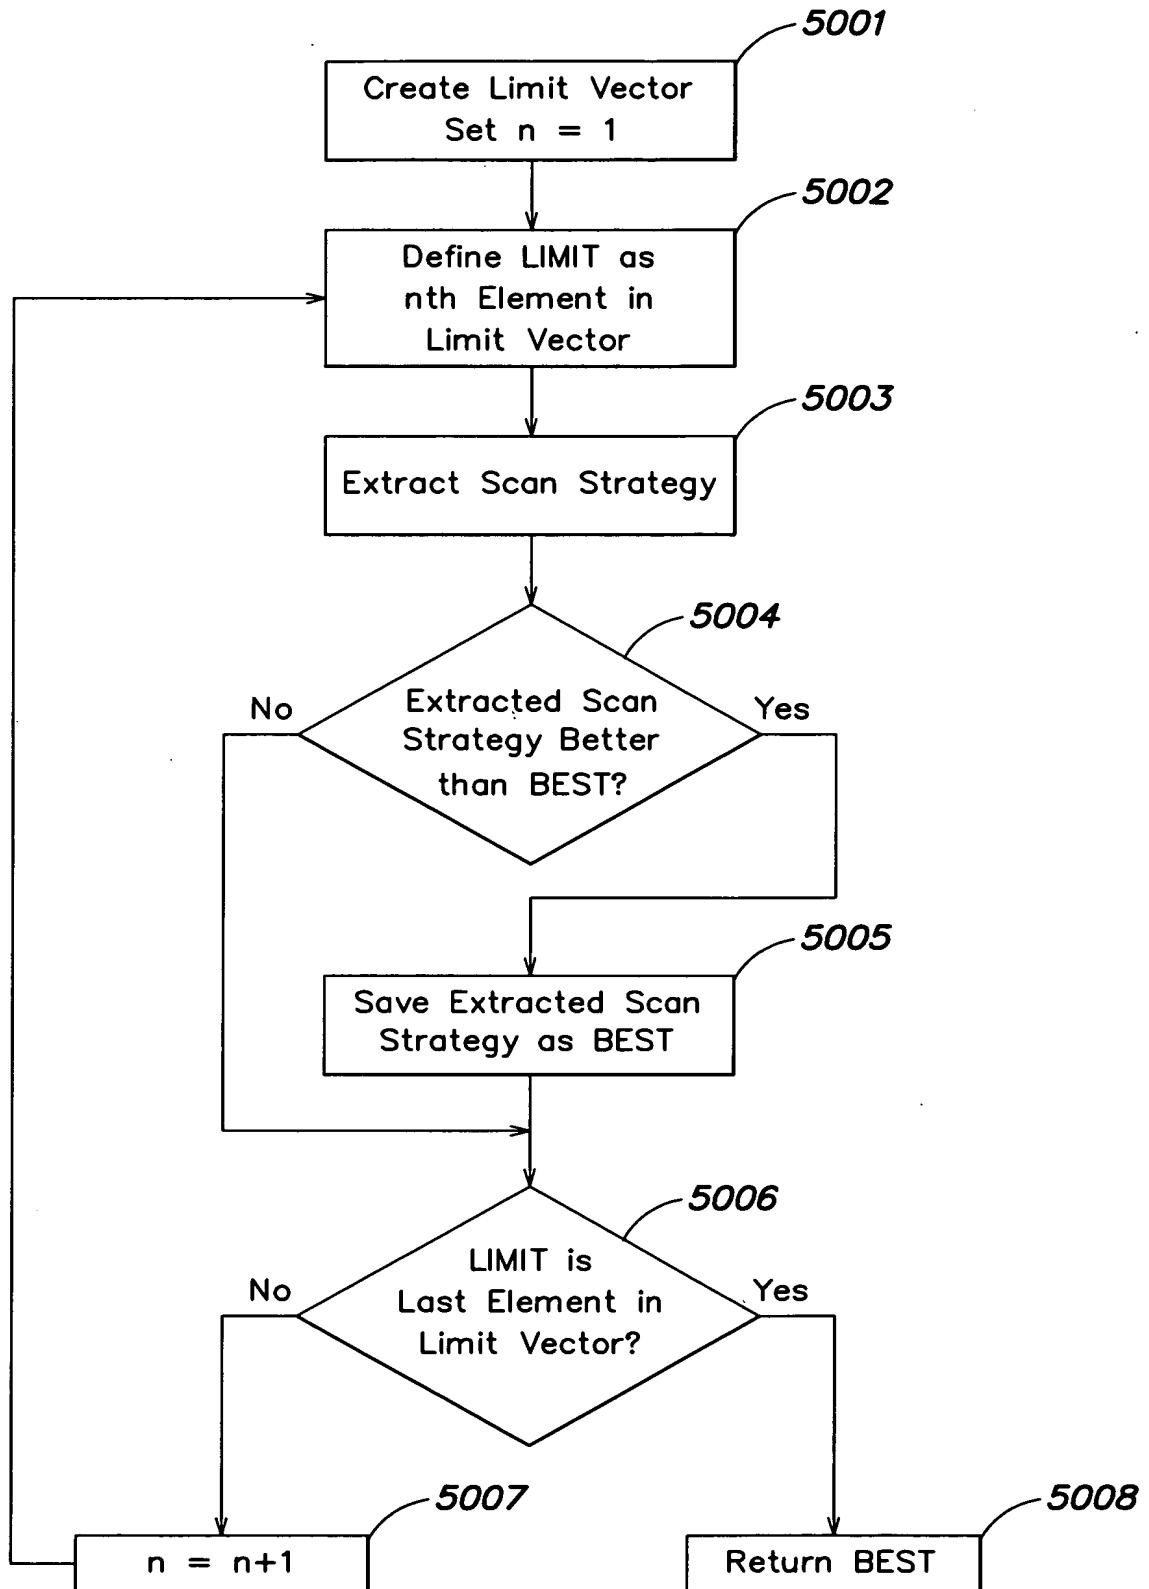 5001
Create Limit Vector
Set n = 1
5002
Define LIMIT as
nth Element in
Limit Vector
5003
Extract Scan Strategy
5004
No
Yes
Extracted Scan
Strategy Better
than BEST?
5005
Save Extracted Scan
Strategy as BEST
5006
No
Yes
LIMIT is
Last Element in
Limit Vector?
5007
n = n+1
5008
Return BEST